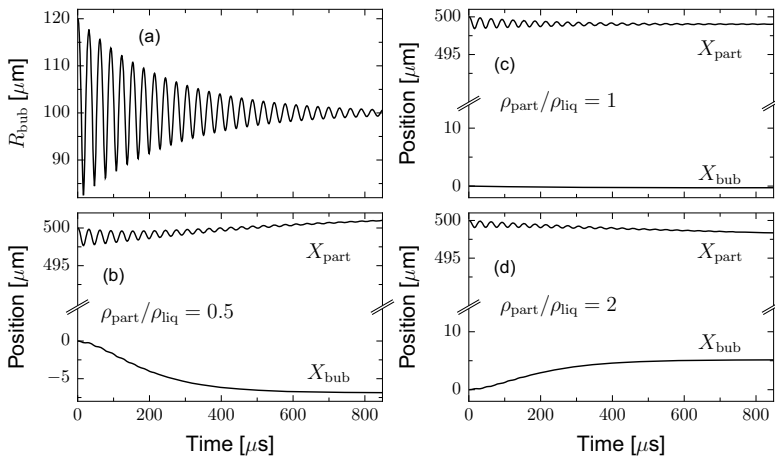 (a)
R_bub [μm]
120
110
100
90
(b)
Position [μm]
500
495
0
−5
X_part
ρ_part/ρ_liq = 0.5
X_bub
0
200
400
600
800
Time [μs]
(c)
Position [μm]
500
495
10
0
X_part
ρ_part/ρ_liq = 1
X_bub
(d)
Position [μm]
500
495
10
5
0
X_part
ρ_part/ρ_liq = 2
X_bub
0
200
400
600
800
Time [μs]